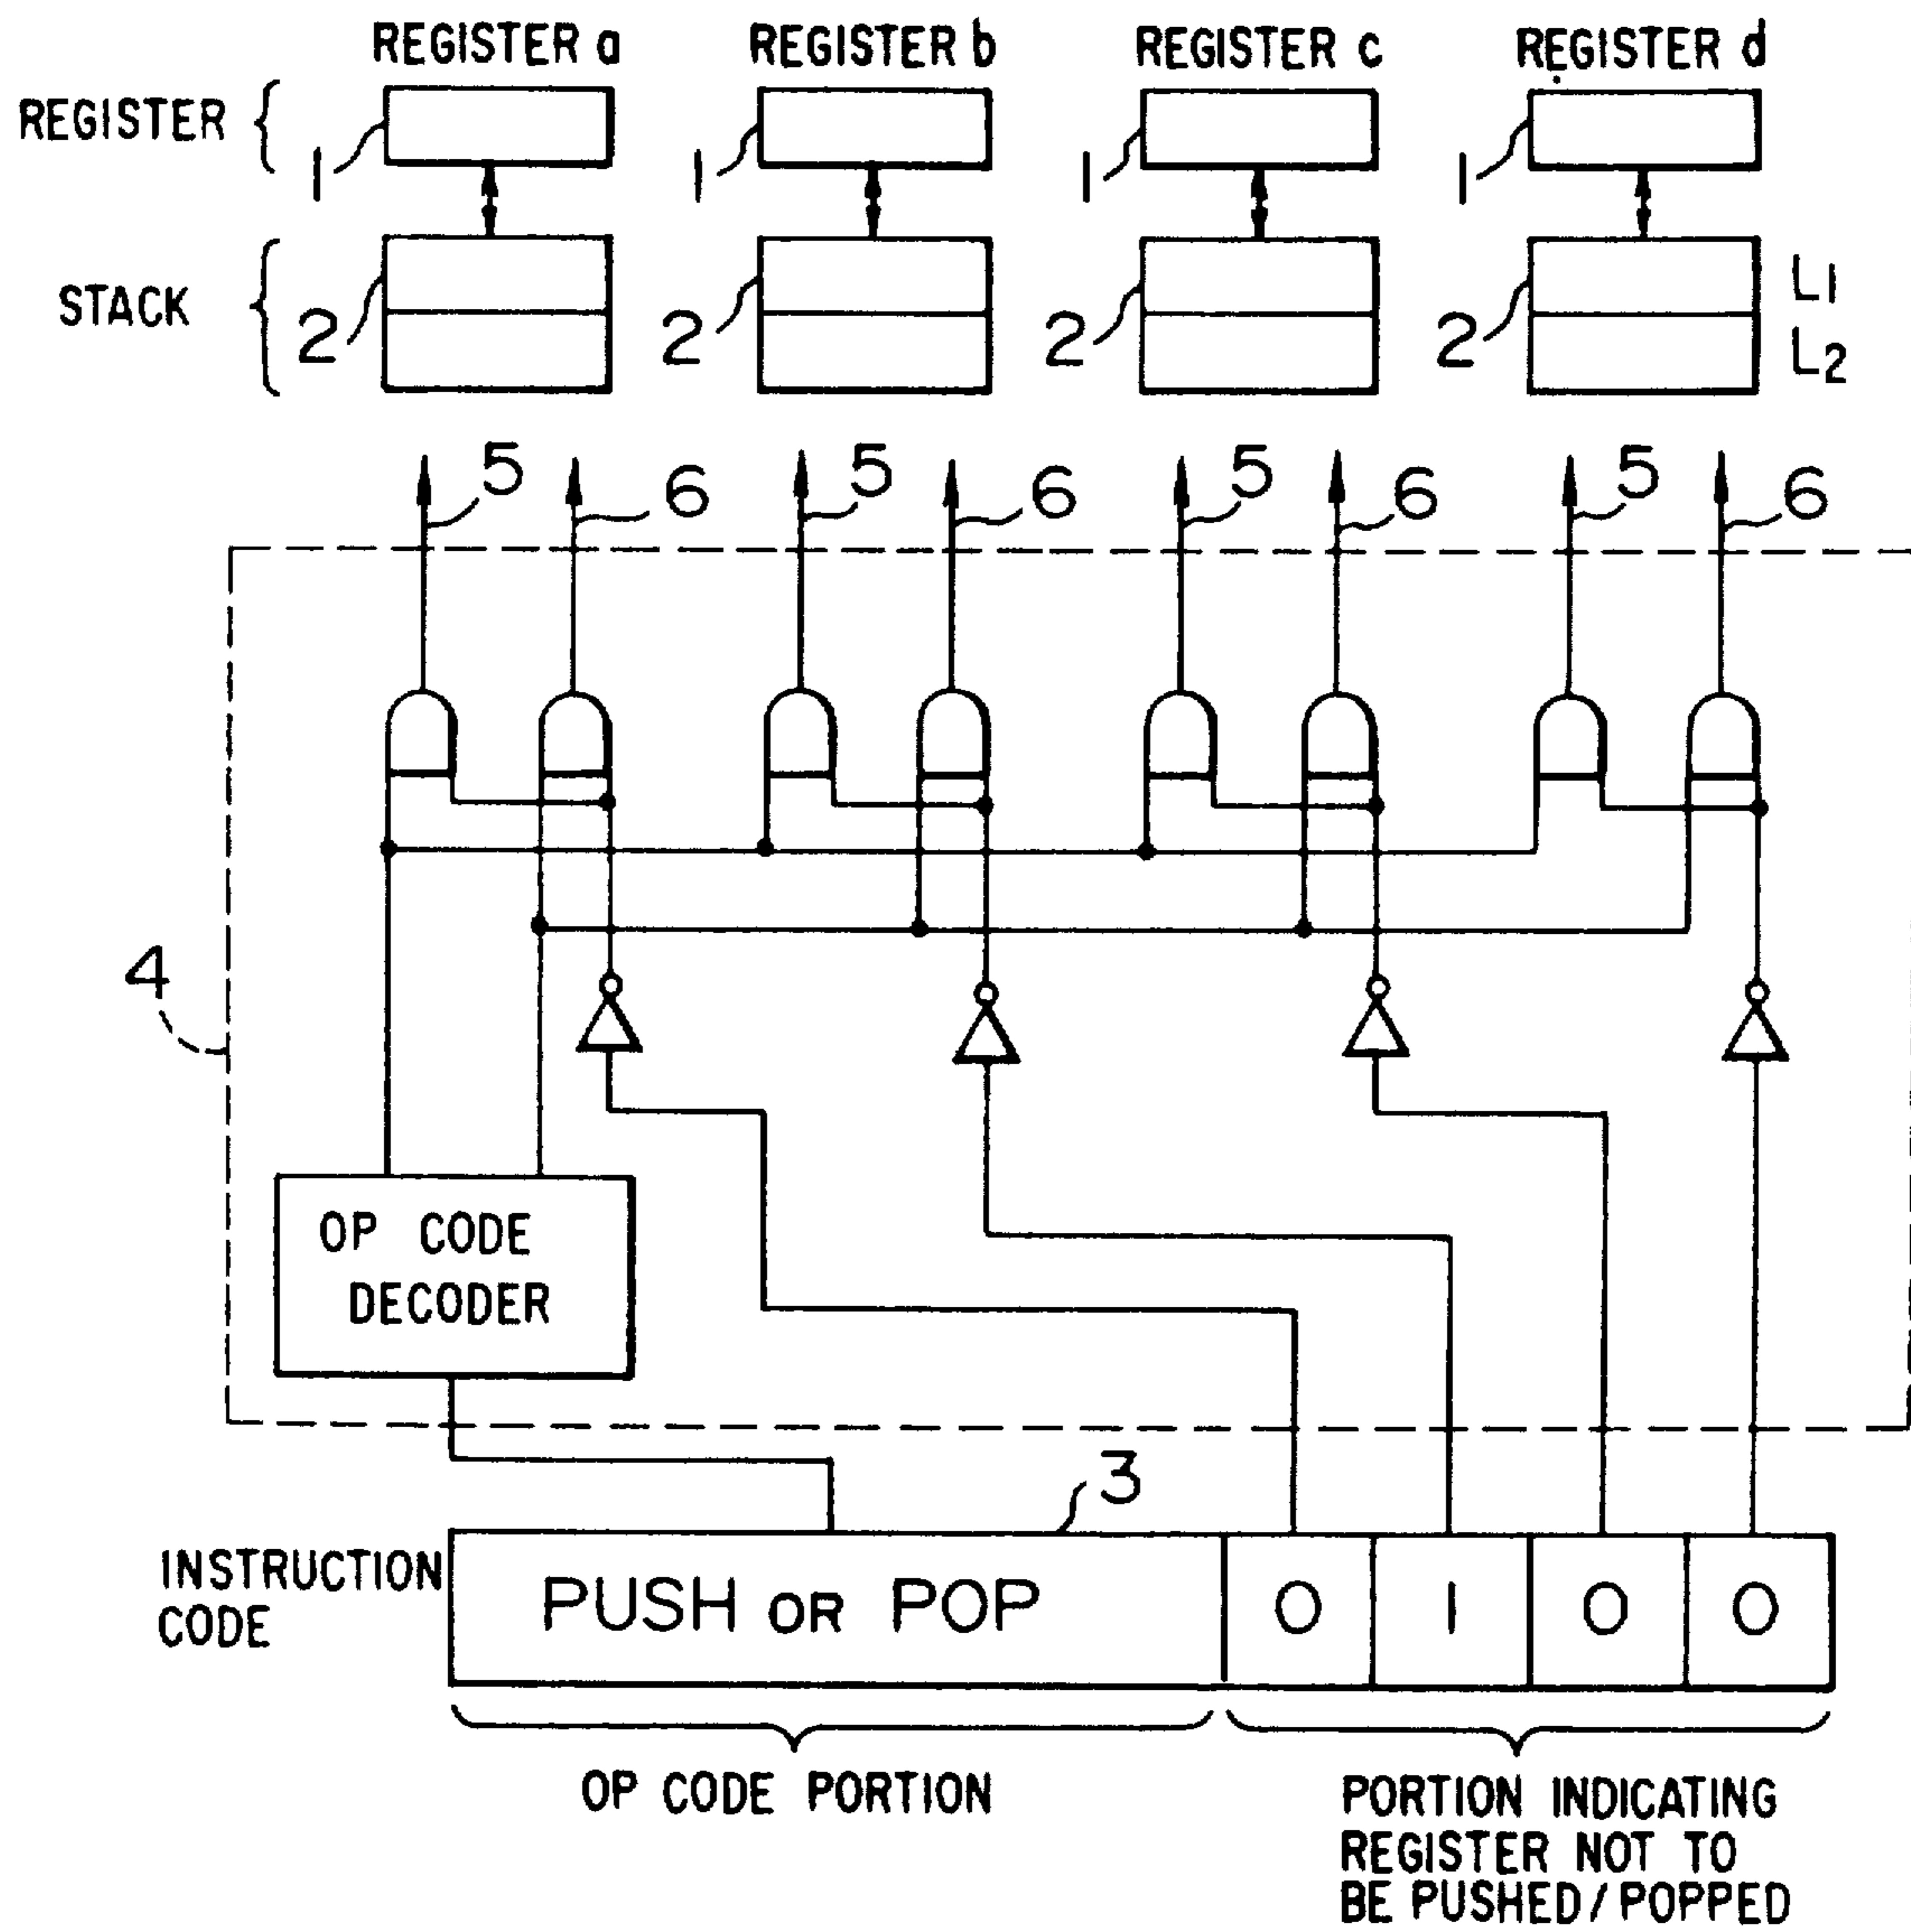 REGISTER a REGISTER b REGISTER c REGISTER d
REGISTER
1 1 1 1
STACK
2 2 2 2
L1
L2
5 6 5 6 5 6 5 6
4
OP CODE
DECODER
3
INSTRUCTION
CODE
PUSH OR POP 0 1 0 0
OP CODE PORTION
PORTION INDICATING
REGISTER NOT TO
BE PUSHED/POPPED